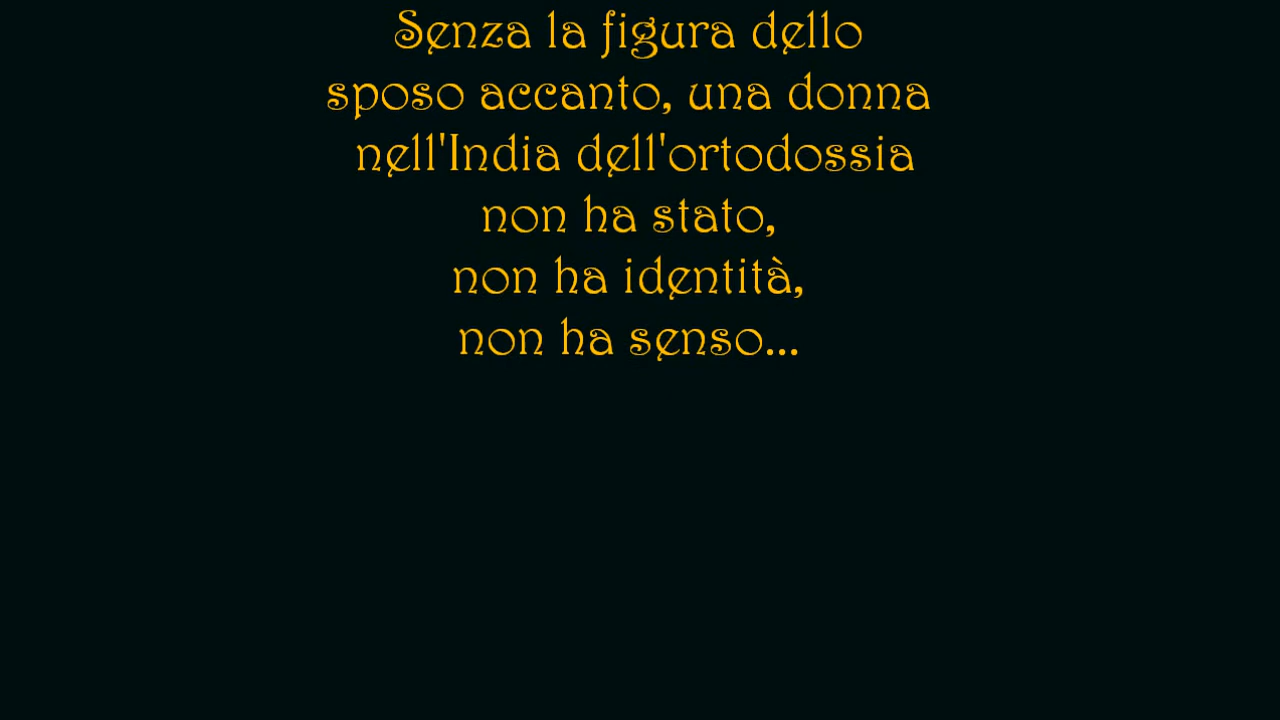 Senza la figura dello
sposo accanto, una donna
nell'India dell'ortodossia
non ha stato,
non ha identità,
non ha senso...